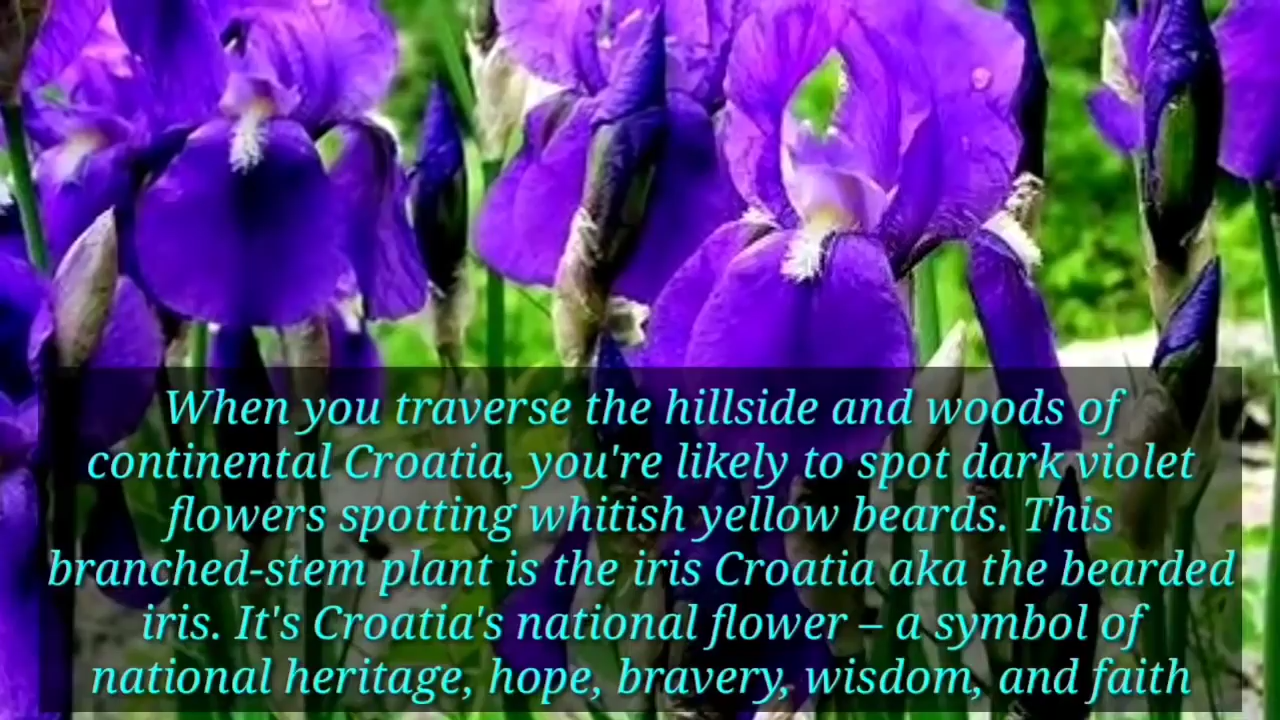 When you traverse the hillside and woods of
continental Croatia, you're likely to spot dark violet
flowers spotting whitish yellow beards. This
branched-stem plant is the iris Croatia aka the bearded
iris. It's Croatia's national flower – a symbol of
national heritage, hope, bravery, wisdom, and faith